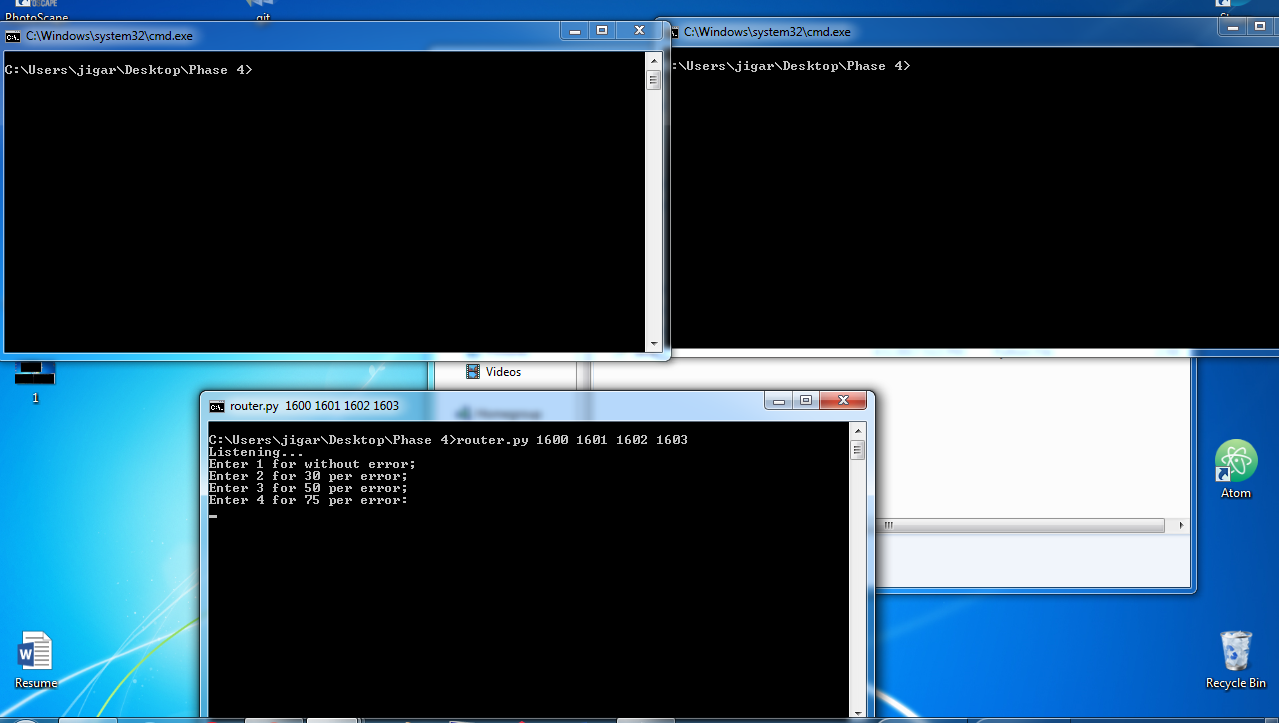 PhotoScape
git
C:\Windows\system32\cmd.exe
C:\Users\jigar\Desktop\Phase 4>
C:\Windows\system32\cmd.exe
:\Users\jigar\Desktop\Phase 4>
Videos
Homegroup
1
router.py 1600 1601 1602 1603
C:\Users\jigar\Desktop\Phase 4>router.py 1600 1601 1602 1603
Listening...
Enter 1 for without error;
Enter 2 for 30 per error;
Enter 3 for 50 per error;
Enter 4 for 75 per error:
Atom
Resume
Recycle Bin